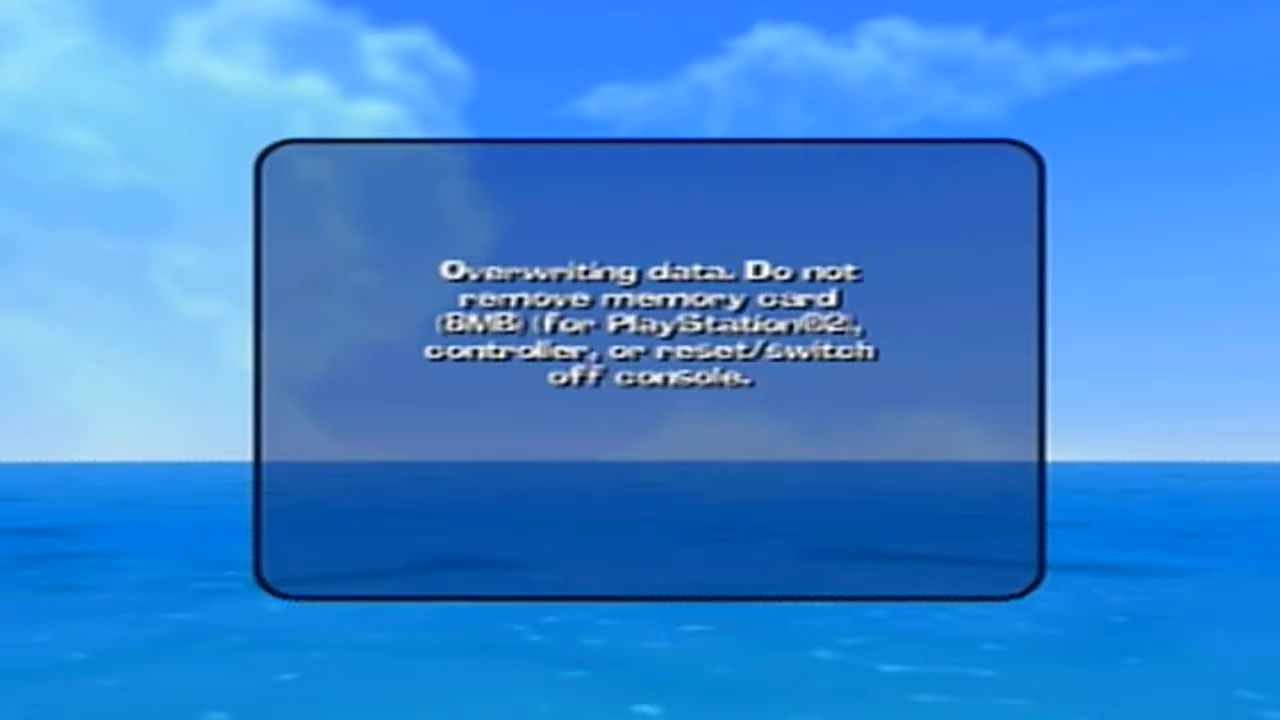 Overwriting data. Do not
remove memory card
(8MB) (for PlayStation®2),
controller, or reset/switch
off console.